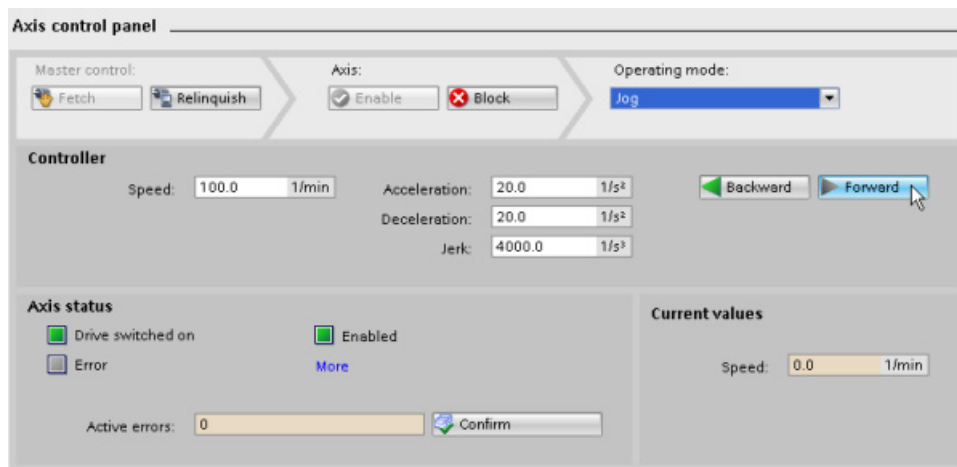 Axis control panel
Master control:
Fetch
Relinquish
Axis:
Enable
Block
Operating mode:
Jog
Controller
Speed: 100.0 1/min
Acceleration: 20.0 1/s²
Deceleration: 20.0 1/s²
Jerk: 4000.0 1/s³
Backward
Forward
Axis status
Drive switched on
Enabled
Error
More
Active errors: 0
Confirm
Current values
Speed: 0.0 1/min